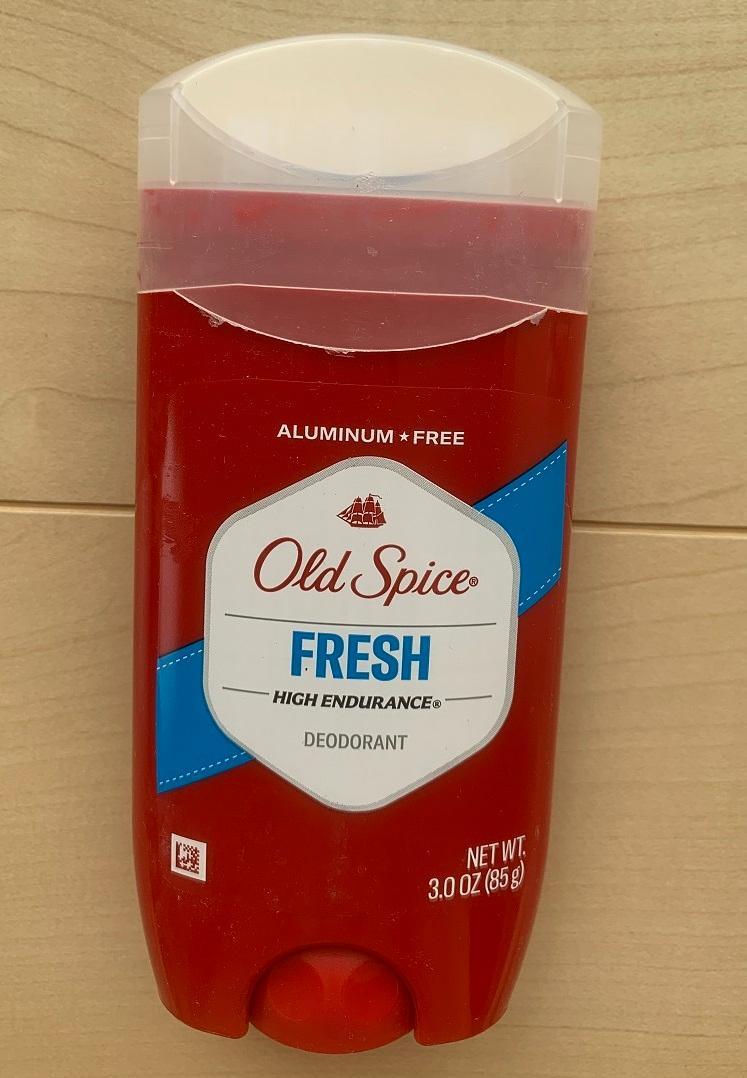 ALUMINUM★FREE
Old Spice®
FRESH
HIGH ENDURANCE®
DEODORANT
NET WT.
3.0 OZ (85 g)